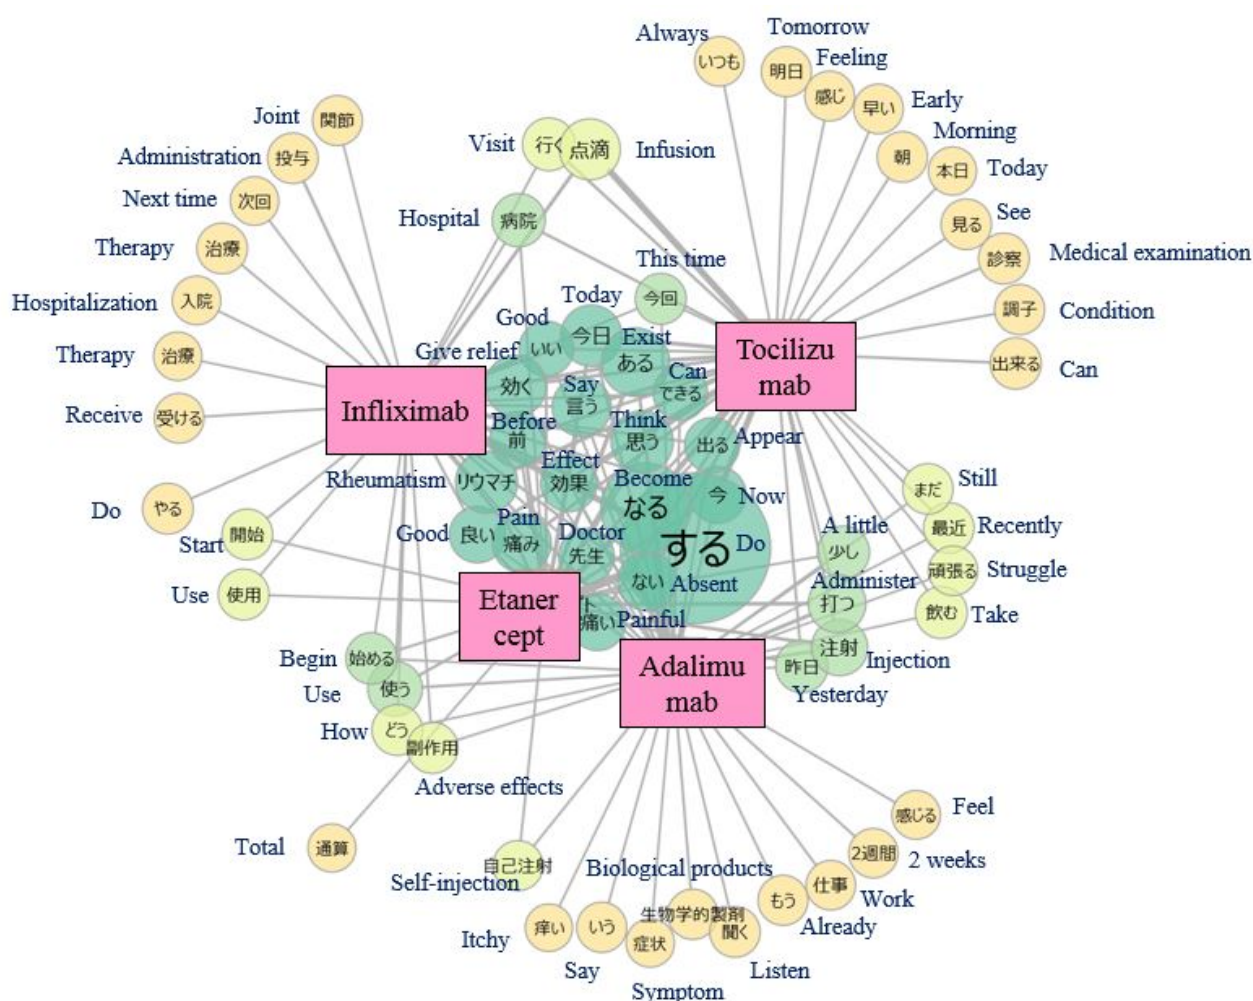 Always
いつも
Tomorrow
明日
Feeling
感じ
早い
Early
Joint
関節
Administration
投与
Next time
次回
Therapy
治療
Hospitalization
入院
Therapy
治療
Receive
受ける
Do
やる
Start
開始
Use
使用
Visit
行く
点滴
Infusion
Hospital
病院
朝
Morning
本日
Today
見る
See
診察
Medical examination
調子
Condition
出来る
Can
This time
今回
Today
今日
Good
いい
Exist
ある
Give relief
効く
Say
言う
Can
できる
Infliximab
Tocilizu
mab
Before
前
Think
思う
出る
Appear
Rheumatism
リウマチ
Effect
効果
Become
なる
今
Now
Good
良い
Pain
痛み
Doctor
先生
する
Do
ない
Absent
まだ
Still
最近
Recently
A little
少し
頑張る
Struggle
Administer
打つ
飲む
Take
注射
Injection
昨日
Yesterday
Etaner
cept
痛い
Painful
Adalimu
mab
Begin
始める
Use
使う
How
どう
副作用
Adverse effects
Total
通算
自己注射
Self-injection
Itchy
痒い
いう
Say
症状
Symptom
Biological products
生物学的製剤
聞く
Listen
もう
Already
仕事
Work
2週間
2 weeks
感じる
Feel